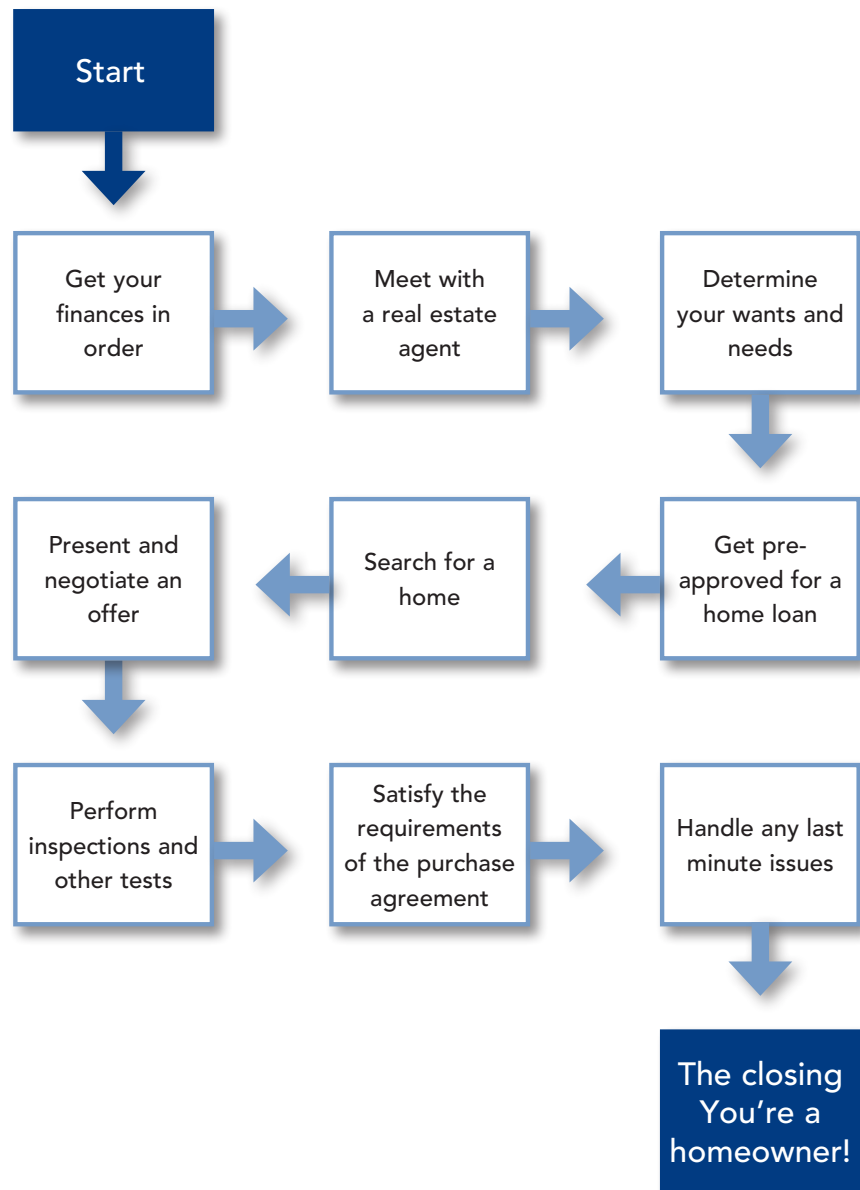 Start
Get your
finances in
order
Meet with
a real estate
agent
Determine
your wants and
needs
Get pre-
approved for a
home loan
Search for a
home
Present and
negotiate an
offer
Perform
inspections and
other tests
Satisfy the
requirements
of the purchase
agreement
Handle any last
minute issues
The closing
You’re a
homeowner!